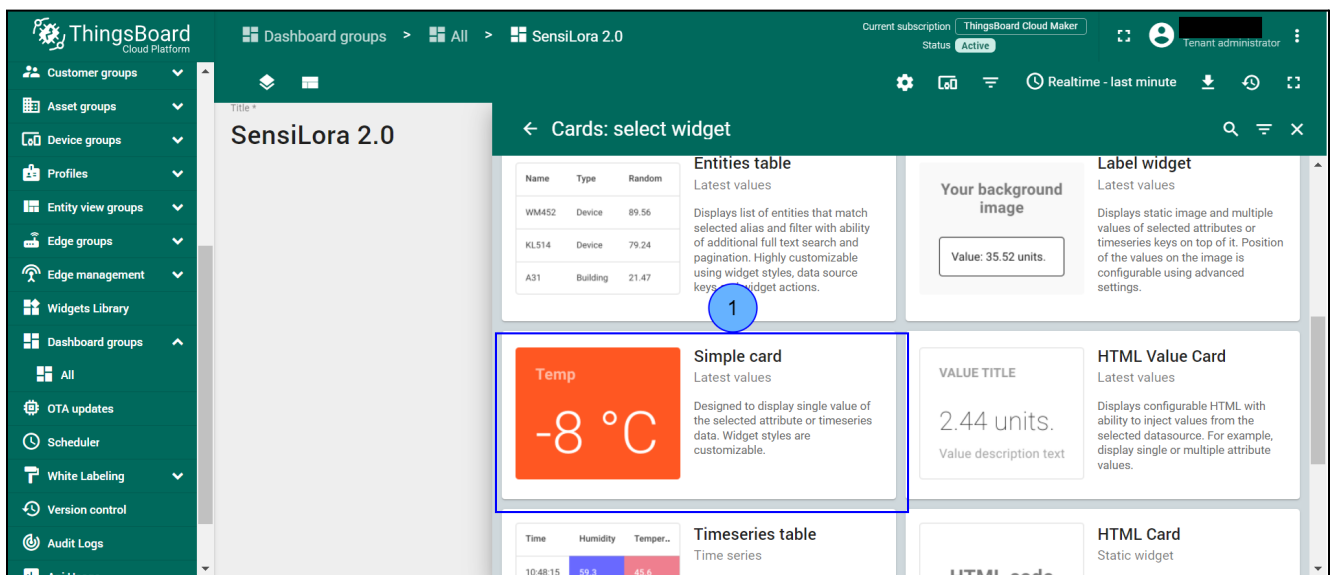 ThingsBoard
Cloud Platform
Dashboard groups > All > SensiLora 2.0
Current subscription ThingsBoard Cloud Maker
Status Active
Tenant administrator
Customer groups
Asset groups
Device groups
Profiles
Entity view groups
Edge groups
Edge management
Widgets Library
Dashboard groups
All
OTA updates
Scheduler
White Labeling
Version control
Audit Logs
Realtime - last minute
Title *
SensiLora 2.0
Cards: select widget
Name Type Random
WM452 Device 89.56
KL514 Device 79.24
A31 Building 21.47
Entities table
Latest values
Displays list of entities that match
selected alias and filter with ability
of additional full text search and
pagination. Highly customizable
using widget styles, data source
widget actions.
Your background
image
Value: 35.52 units.
Label widget
Latest values
Displays static image and multiple
values of selected attributes or
timeseries keys on top of it. Position
of the values on the image is
configurable using advanced
settings.
1
Temp
-8 °C
Simple card
Latest values
Designed to display single value of
the selected attribute or timeseries
data. Widget styles are
customizable.
VALUE TITLE
2.44 units.
Value description text
HTML Value Card
Latest values
Displays configurable HTML with
ability to inject values from the
selected datasource. For example,
display single or multiple attribute
values.
Time Humidity Temper..
10:48:15 59.3 45.6
Timeseries table
Time series
HTML code
HTML Card
Static widget